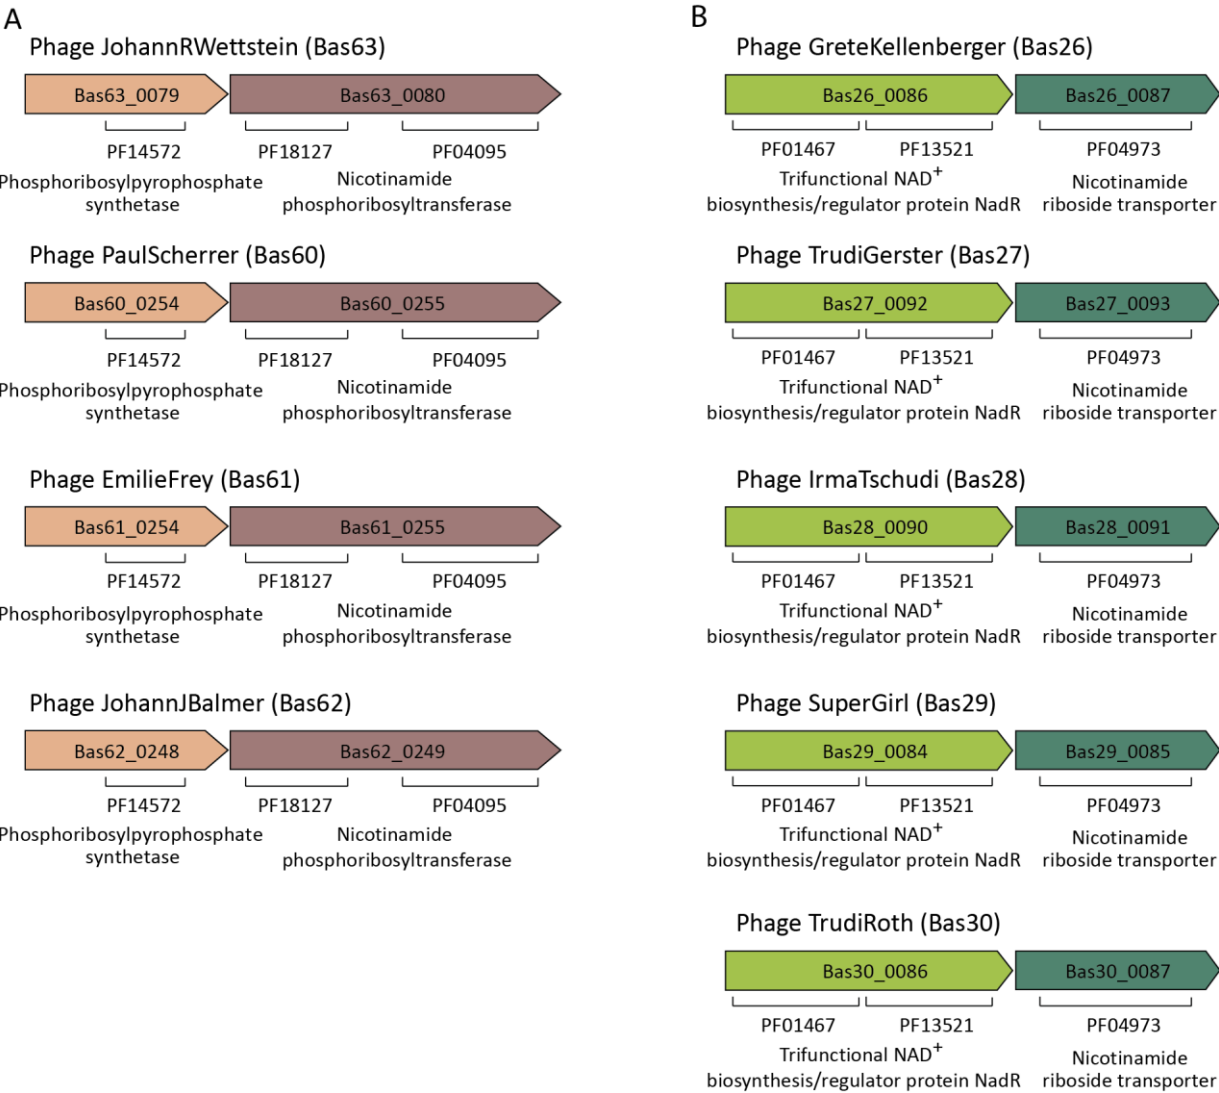 A
Phage JohannRWettstein (Bas63)
Bas63_0079
Bas63_0080
PF14572
PF18127
PF04095
Phosphoribosylpyrophosphate
synthetase
Nicotinamide
phosphoribosyltransferase
Phage PaulScherrer (Bas60)
Bas60_0254
Bas60_0255
PF14572
PF18127
PF04095
Phosphoribosylpyrophosphate
synthetase
Nicotinamide
phosphoribosyltransferase
Phage EmilieFrey (Bas61)
Bas61_0254
Bas61_0255
PF14572
PF18127
PF04095
Phosphoribosylpyrophosphate
synthetase
Nicotinamide
phosphoribosyltransferase
Phage JohannJBalmer (Bas62)
Bas62_0248
Bas62_0249
PF14572
PF18127
PF04095
Phosphoribosylpyrophosphate
synthetase
Nicotinamide
phosphoribosyltransferase
B
Phage GreteKellenberger (Bas26)
Bas26_0086
Bas26_0087
PF01467
PF13521
PF04973
Trifunctional NAD+
biosynthesis/regulator protein NadR
Nicotinamide
riboside transporter
Phage TrudiGerster (Bas27)
Bas27_0092
Bas27_0093
PF01467
PF13521
PF04973
Trifunctional NAD+
biosynthesis/regulator protein NadR
Nicotinamide
riboside transporter
Phage IrmaTschudi (Bas28)
Bas28_0090
Bas28_0091
PF01467
PF13521
PF04973
Trifunctional NAD+
biosynthesis/regulator protein NadR
Nicotinamide
riboside transporter
Phage SuperGirl (Bas29)
Bas29_0084
Bas29_0085
PF01467
PF13521
PF04973
Trifunctional NAD+
biosynthesis/regulator protein NadR
Nicotinamide
riboside transporter
Phage TrudiRoth (Bas30)
Bas30_0086
Bas30_0087
PF01467
PF13521
PF04973
Trifunctional NAD+
biosynthesis/regulator protein NadR
Nicotinamide
riboside transporter